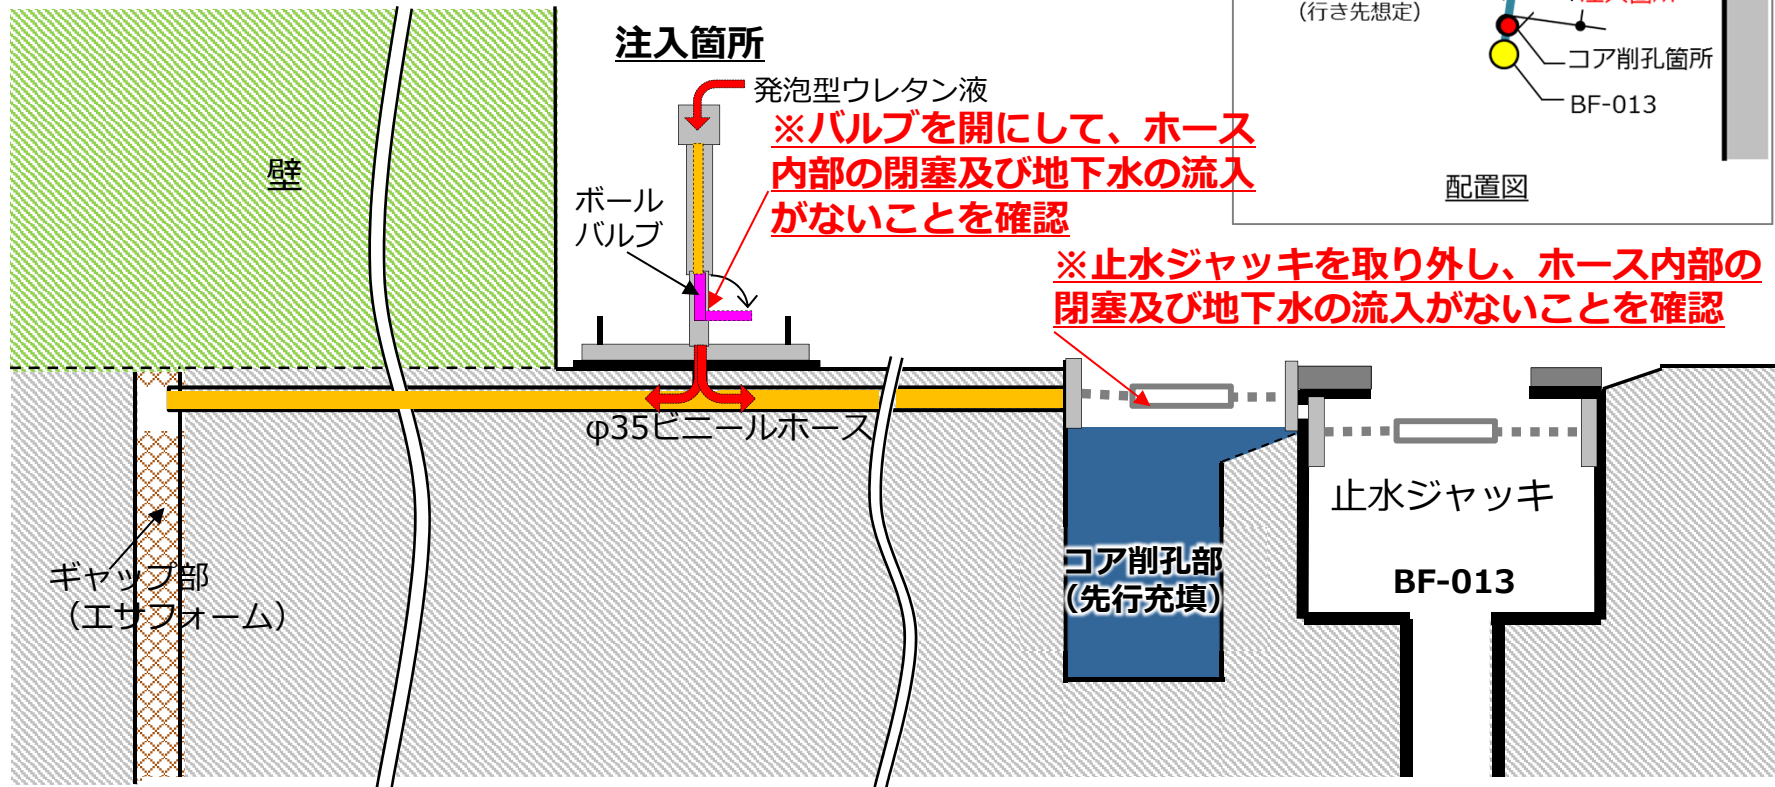 注入箇所
発泡型ウレタン液
※バルブを開にして、ホース
内部の閉塞及び地下水の流入
がないことを確認
壁
ボール
バルブ
(行き先想定)
注入箇所
コア削孔箇所
BF-013
配置図
※止水ジャッキを取り外し、ホース内部の
閉塞及び地下水の流入がないことを確認
φ35ビニールホース
止水ジャッキ
コア削孔部
(先行充填)
BF-013
ギャップ部
（エサフォーム）